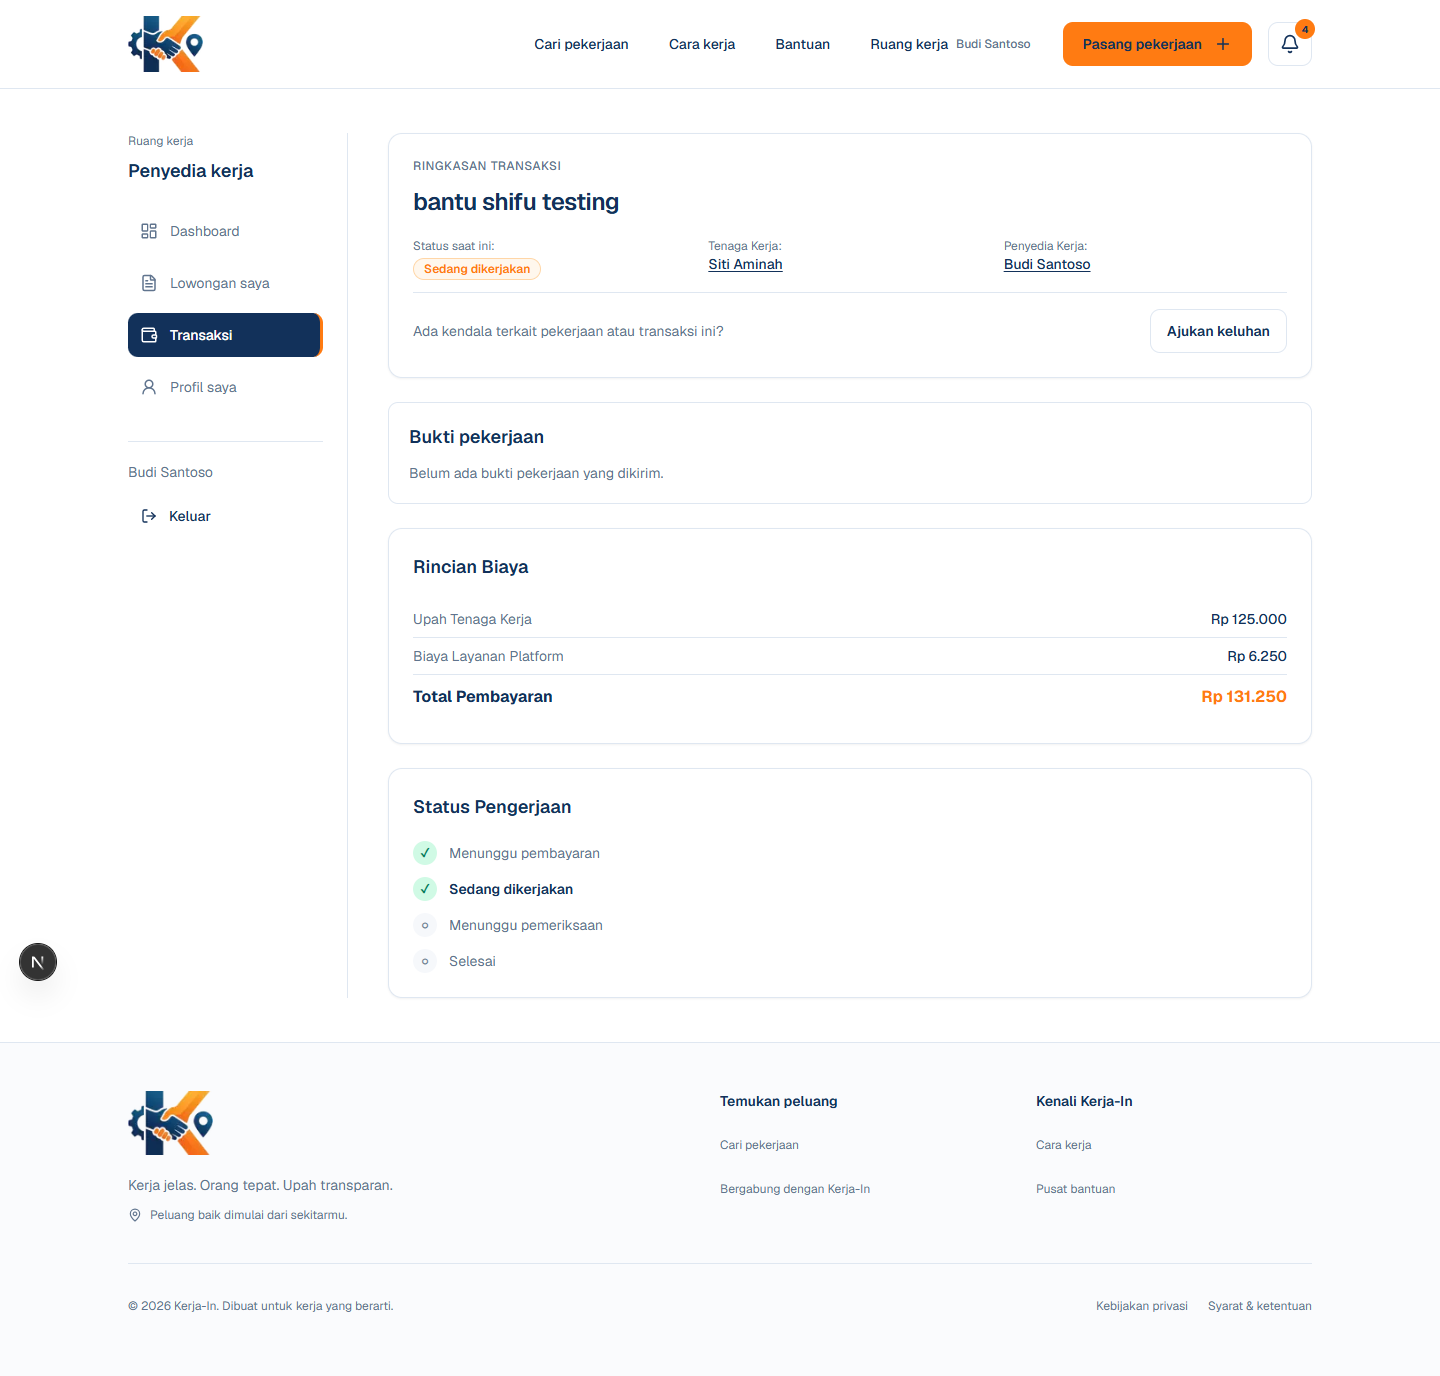 Cari pekerjaan
Cara kerja
Bantuan
Ruang kerja Budi Santoso
Pasang pekerjaan
4
Ruang kerja
Penyedia kerja
Dashboard
Lowongan saya
Transaksi
Profil saya
Budi Santoso
Keluar
RINGKASAN TRANSAKSI
bantu shifu testing
Status saat ini:
Sedang dikerjakan
Tenaga Kerja:
Siti Aminah
Penyedia Kerja:
Budi Santoso
Ada kendala terkait pekerjaan atau transaksi ini?
Ajukan keluhan
Bukti pekerjaan
Belum ada bukti pekerjaan yang dikirim.
Rincian Biaya
Upah Tenaga Kerja Rp 125.000
Biaya Layanan Platform Rp 6.250
Total Pembayaran Rp 131.250
Status Pengerjaan
Menunggu pembayaran
Sedang dikerjakan
Menunggu pemeriksaan
Selesai
N
Kerja jelas. Orang tepat. Upah transparan.
Peluang baik dimulai dari sekitarmu.
Temukan peluang
Cari pekerjaan
Bergabung dengan Kerja-In
Kenali Kerja-In
Cara kerja
Pusat bantuan
© 2026 Kerja-In. Dibuat untuk kerja yang berarti.
Kebijakan privasi
Syarat & ketentuan